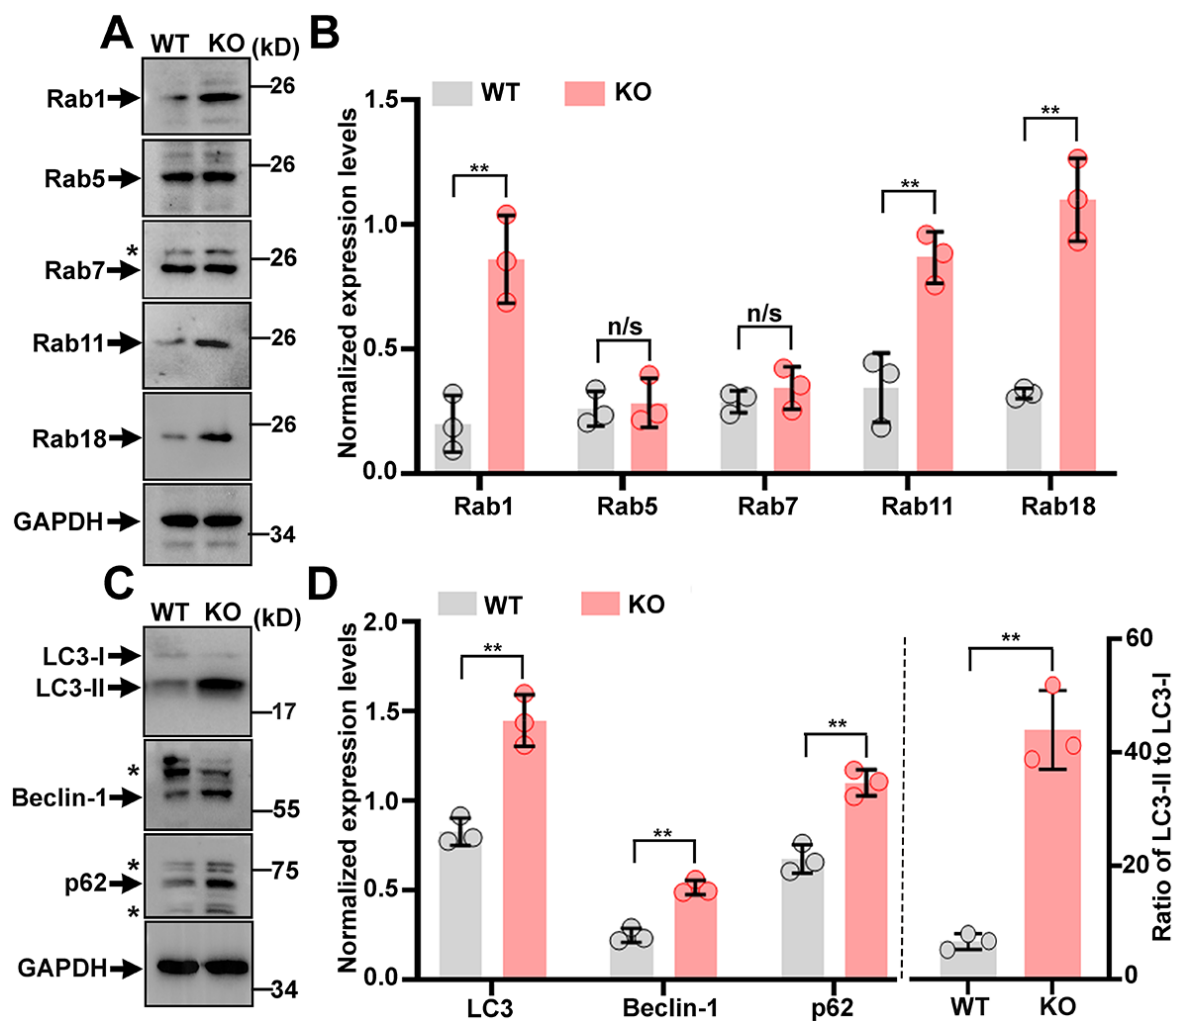 A
WT KO (kD)
Rab1
26
Rab5
26
*
Rab7
26
Rab11
26
Rab18
26
GAPDH
34
B
WT KO
Normalized expression levels
1.5
1.0
0.5
0.0
**
n/s
n/s
**
**
Rab1 Rab5 Rab7 Rab11 Rab18
C
WT KO (kD)
LC3-I
LC3-II
17
*
Beclin-1
55
*
75
p62
*
GAPDH
34
D
WT KO
Normalized expression levels
2.0
1.5
1.0
0.5
0.0
**
**
**
**
LC3 Beclin-1 p62 WT KO
60
40
20
0
Ratio of LC3-II to LC3-I